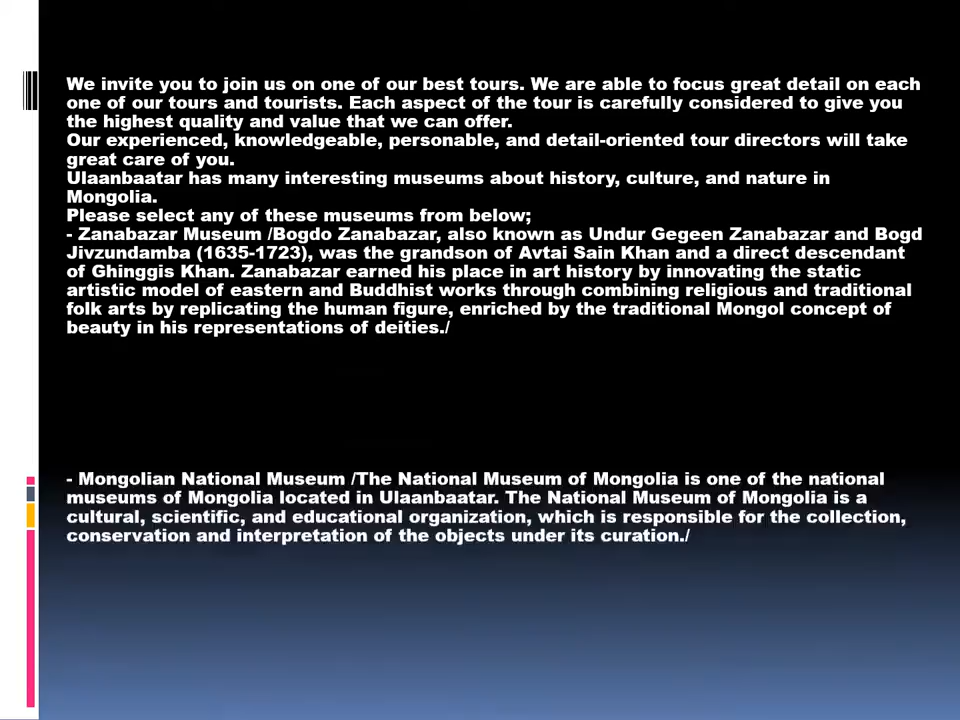 We invite you to join us on one of our best tours. We are able to focus great detail on each
one of our tours and tourists. Each aspect of the tour is carefully considered to give you
the highest quality and value that we can offer.
Our experienced, knowledgeable, personable, and detail-oriented tour directors will take
great care of you.
Ulaanbaatar has many interesting museums about history, culture, and nature in
Mongolia.
Please select any of these museums from below;
- Zanabazar Museum /Bogdo Zanabazar, also known as Undur Gegeen Zanabazar and Bogd
Jivzundamba (1635-1723), was the grandson of Avtai Sain Khan and a direct descendant
of Ghinggis Khan. Zanabazar earned his place in art history by innovating the static
artistic model of eastern and Buddhist works through combining religious and traditional
folk arts by replicating the human figure, enriched by the traditional Mongol concept of
beauty in his representations of deities./
- Mongolian National Museum /The National Museum of Mongolia is one of the national
museums of Mongolia located in Ulaanbaatar. The National Museum of Mongolia is a
cultural, scientific, and educational organization, which is responsible for the collection,
conservation and interpretation of the objects under its curation./